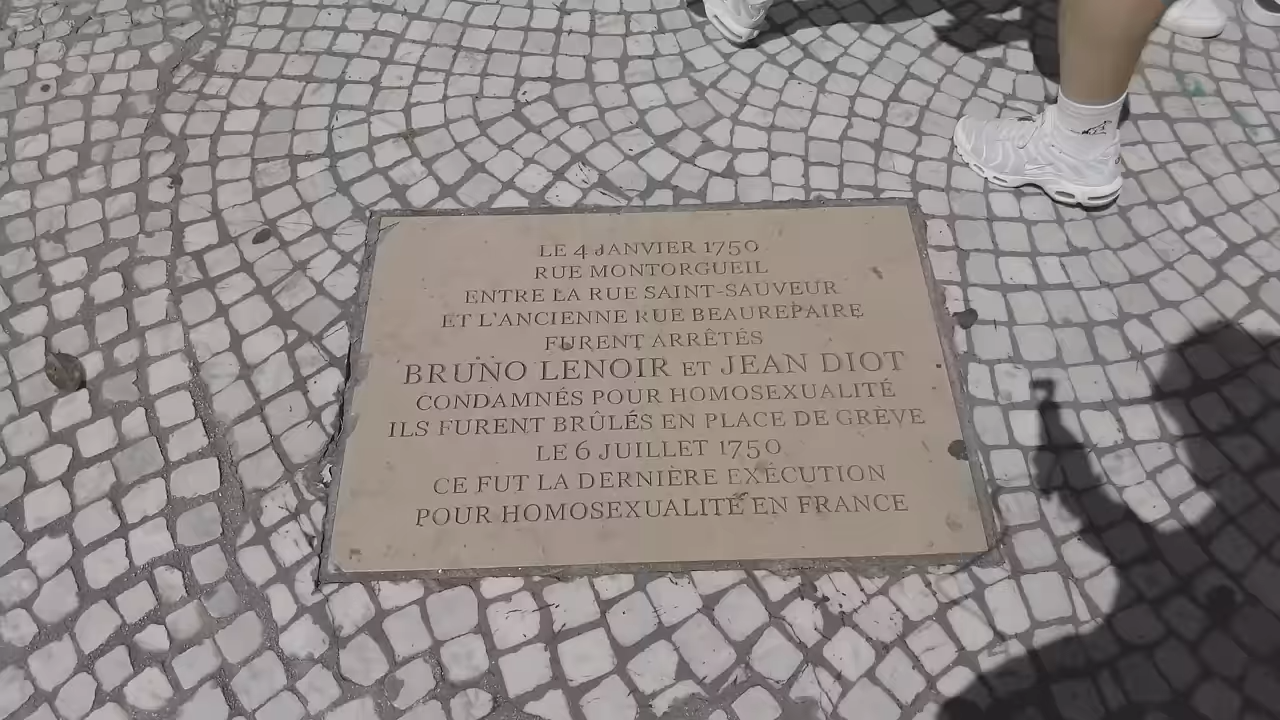 LE 4 JANVIER 1750
RUE MONTORGUEIL
ENTRE LA RUE SAINT-SAUVEUR
ET L'ANCIENNE RUE BEAUREPAIRE
FURENT ARRÊTÉS
BRUNO LENOIR ET JEAN DIOT
CONDAMNÉS POUR HOMOSEXUALITÉ
ILS FURENT BRÛLÉS EN PLACE DE GRÈVE
LE 6 JUILLET 1750
CE FUT LA DERNIÈRE EXÉCUTION
POUR HOMOSEXUALITÉ EN FRANCE